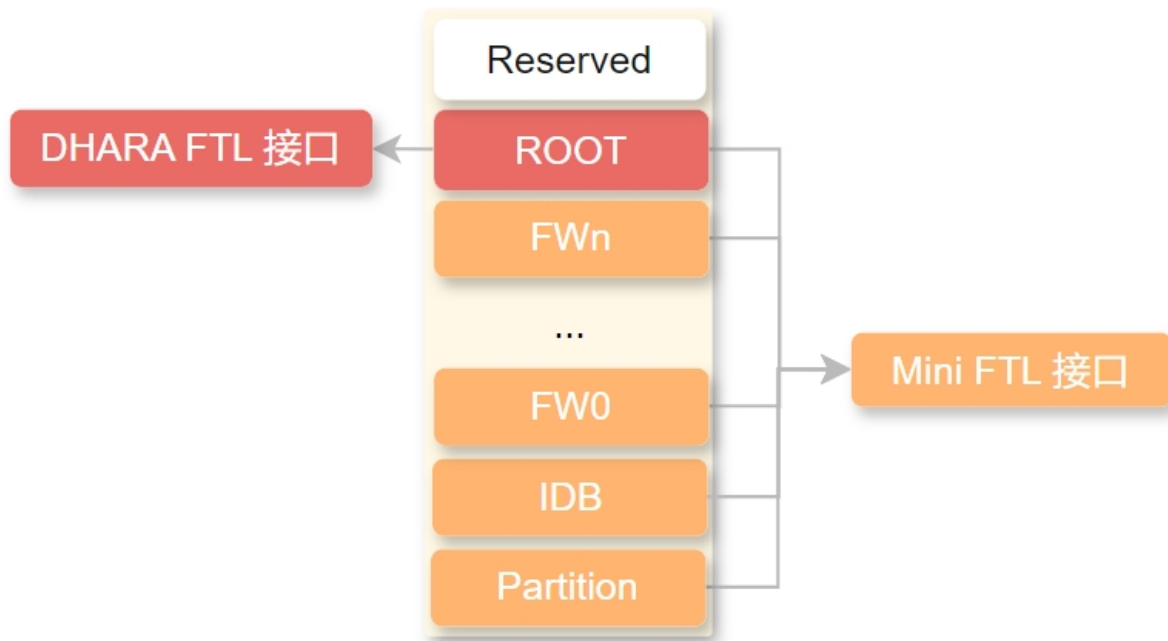 Reserved
DHARA FTL 接口
ROOT
FWn
...
Mini FTL 接口
FW0
IDB
Partition